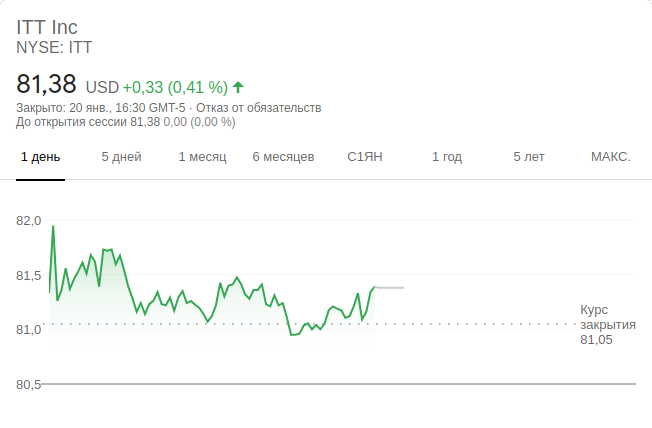 ITT Inc
NYSE: ITT
81,38 USD +0,33 (0,41 %)
Закрыто: 20 янв., 16:30 GMT-5 · Отказ от обязательств
До открытия сессии 81,38 0,00 (0,00 %)
1 день 5 дней 1 месяц 6 месяцев С1ЯН 1 год 5 лет МАКС.
82,0
81,5
81,0
80,5
Курс
закрытия
81,05